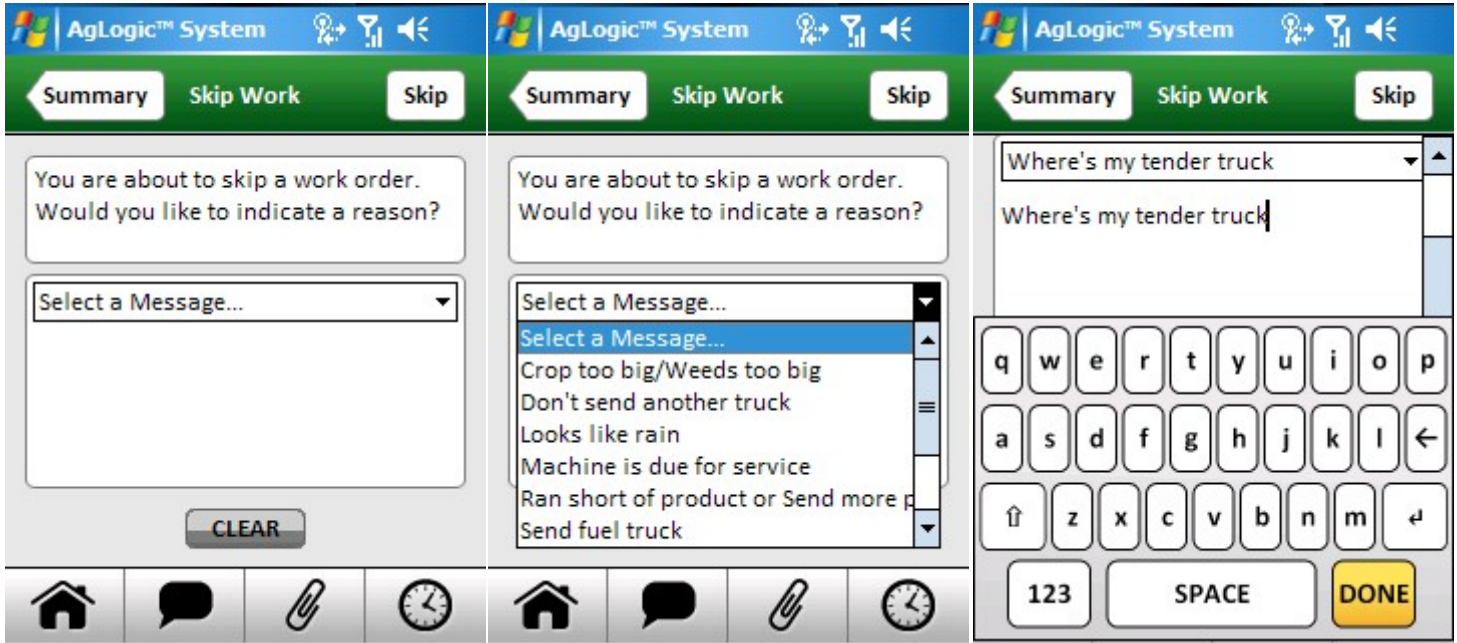 AgLogic™ System
Summary
Skip Work
Skip
You are about to skip a work order.
Would you like to indicate a reason?
Select a Message...
CLEAR
AgLogic™ System
Summary
Skip Work
Skip
You are about to skip a work order.
Would you like to indicate a reason?
Select a Message...
Select a Message...
Crop too big/Weeds too big
Don't send another truck
Looks like rain
Machine is due for service
Ran short of product or Send more p
Send fuel truck
AgLogic™ System
Summary
Skip Work
Skip
Where's my tender truck
Where's my tender truck
q w e r t y u i o p
a s d f g h j k l ←
⇧ z x c v b n m ↲
123 SPACE DONE